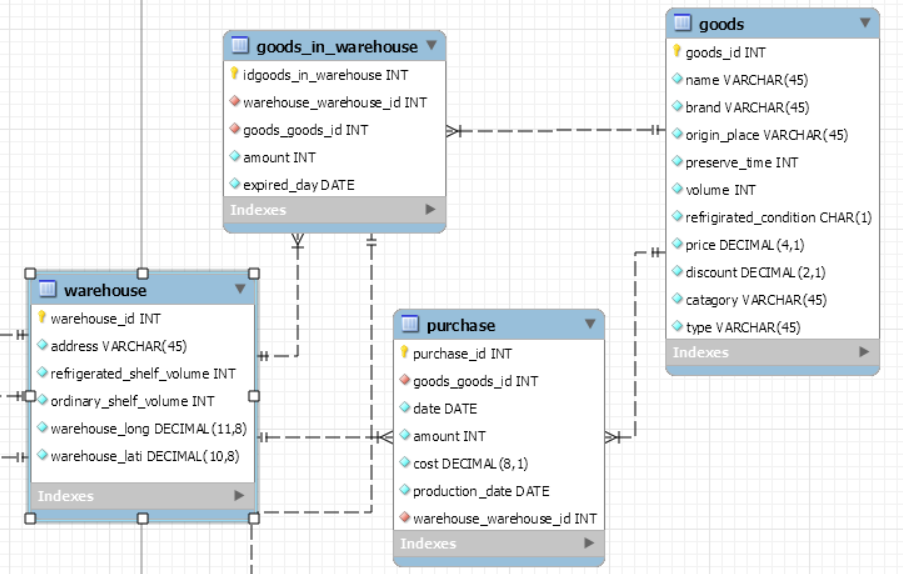 goods_in_warehouse
idgoods_in_warehouse INT
warehouse_warehouse_id INT
goods_goods_id INT
amount INT
expired_day DATE
Indexes
goods
goods_id INT
name VARCHAR(45)
brand VARCHAR(45)
origin_place VARCHAR(45)
preserve_time INT
volume INT
refrigirated_condition CHAR(1)
price DECIMAL(4,1)
discount DECIMAL(2,1)
catagory VARCHAR(45)
type VARCHAR(45)
Indexes
warehouse
warehouse_id INT
address VARCHAR(45)
refrigerated_shelf_volume INT
ordinary_shelf_volume INT
warehouse_long DECIMAL(11,8)
warehouse_lati DECIMAL(10,8)
Indexes
purchase
purchase_id INT
goods_goods_id INT
date DATE
amount INT
cost DECIMAL(8,1)
production_date DATE
warehouse_warehouse_id INT
Indexes